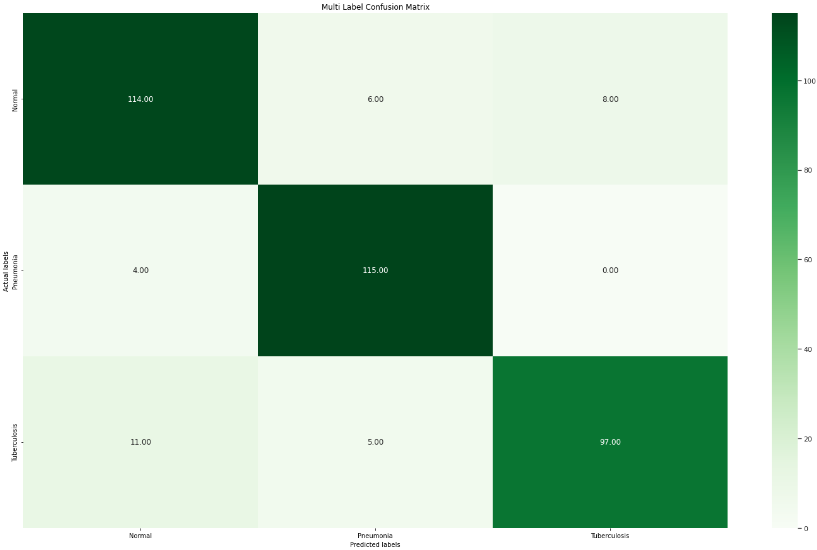 Multi Label Confusion Matrix
Actual labels
Normal
114.00 6.00 8.00
Pneumonia
4.00 115.00 0.00
Tuberculosis
11.00 5.00 97.00
Normal Pneumonia Tuberculosis
Predicted labels
100
80
60
40
20
0